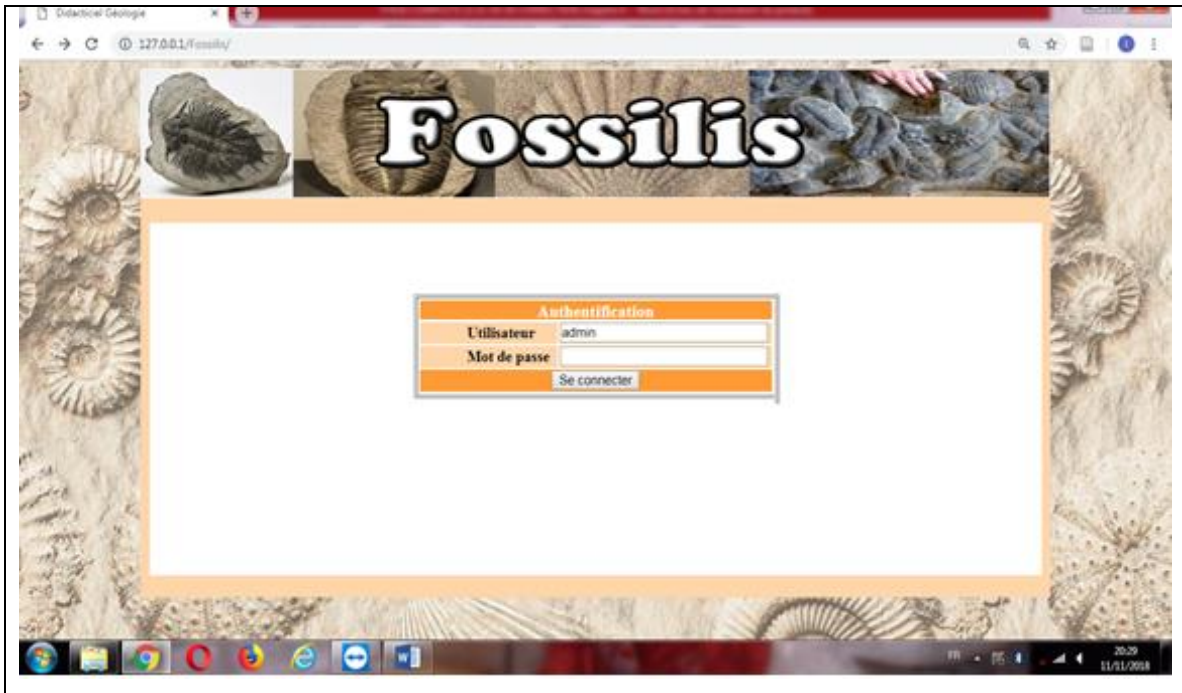 Didacticiel Géologie
127.0.0.1/Fossilis/
Fossilis
Authentification
Utilisateur admin
Mot de passe
Se connecter
FR
20:29
11/11/2018